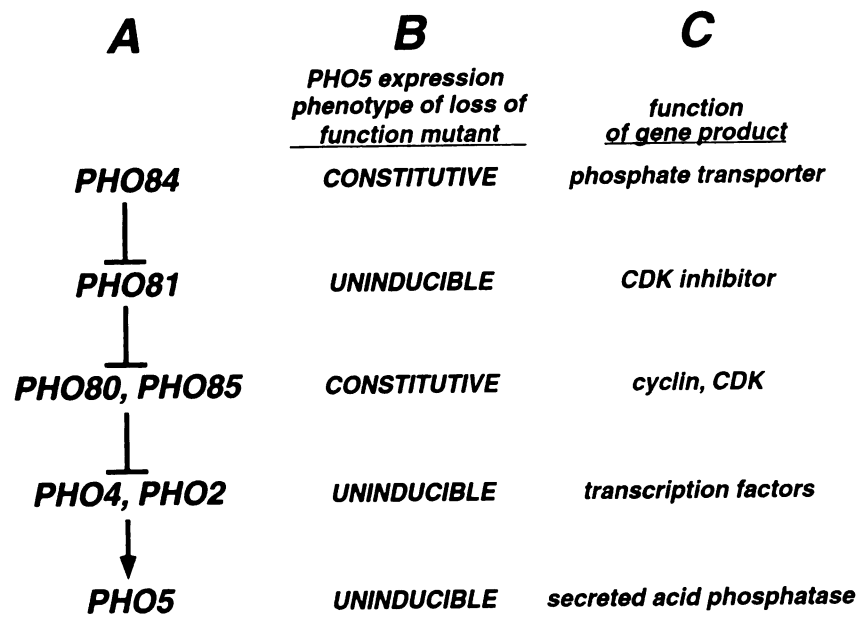 A B C
PHO5 expression
phenotype of loss of
function mutant
function
of gene product
PHO84 CONSTITUTIVE phosphate transporter
PHO81 UNINDUCIBLE CDK inhibitor
PHO80, PHO85 CONSTITUTIVE cyclin, CDK
PHO4, PHO2 UNINDUCIBLE transcription factors
PHO5 UNINDUCIBLE secreted acid phosphatase